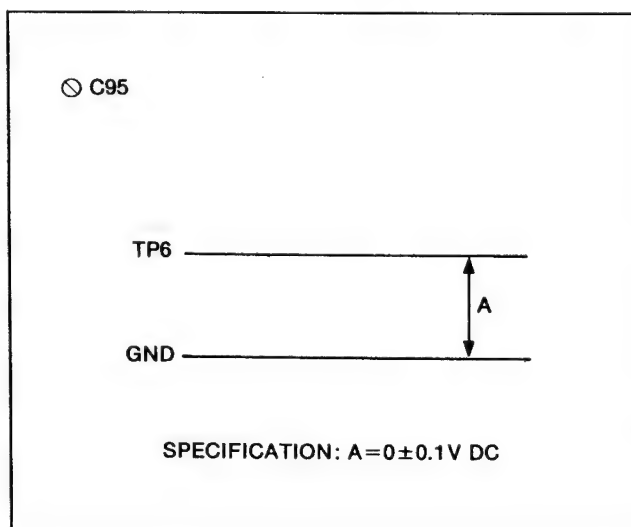 C95
TP6
A
GND
SPECIFICATION: A=0±0.1V DC